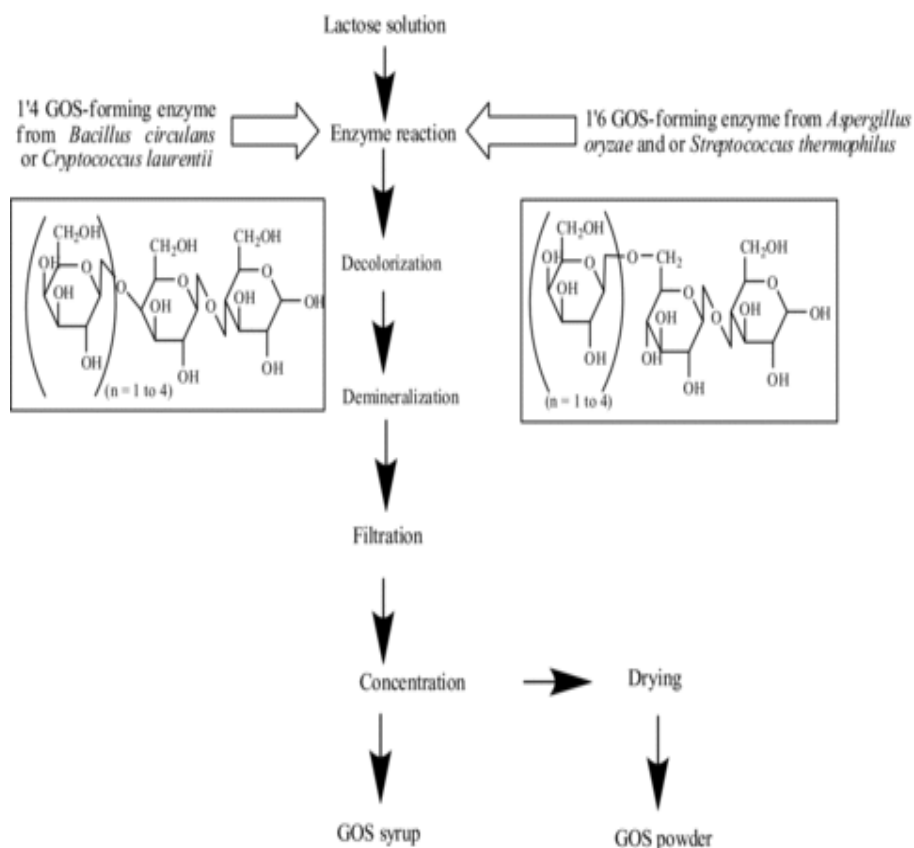 Lactose solution
1'4 GOS-forming enzyme
from Bacillus circulans
or Cryptococcus laurentii
Enzyme reaction
1'6 GOS-forming enzyme from Aspergillus
oryzae and or Streptococcus thermophilus
CH2OH
OH
O
OH
OH
O
CH2OH
O
OH
OH
O
CH2OH
O
OH
OH
OH
(n = 1 to 4)
Decolorization
CH2OH
OH
O
OH
OH
O
CH2
O
OH
OH
OH
O
CH2OH
O
OH
OH
OH
(n = 1 to 4)
Demineralization
Filtration
Concentration
Drying
GOS syrup
GOS powder